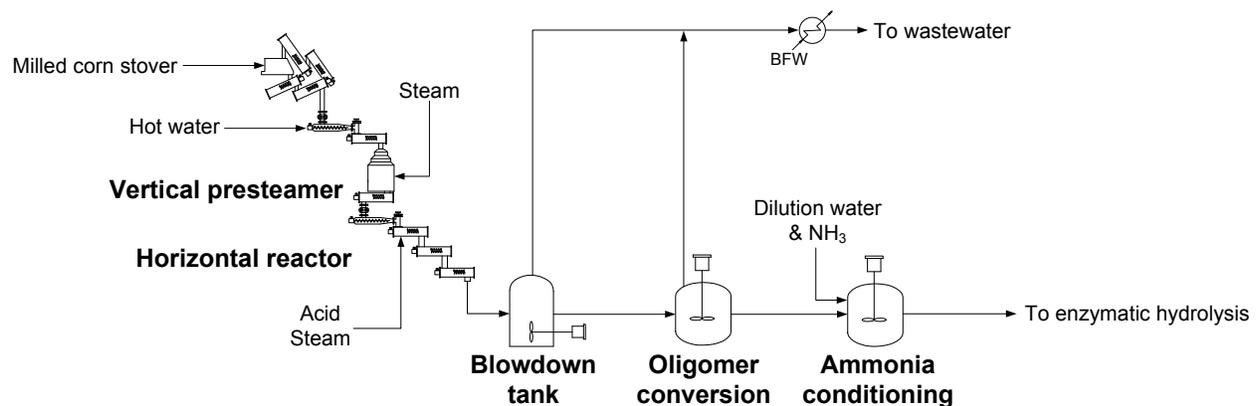 To wastewater
BFW
Milled corn stover
Steam
Hot water
Vertical presteamer
Dilution water
& NH₃
Horizontal reactor
Acid
Steam
To enzymatic hydrolysis
Blowdown
tank
Oligomer
conversion
Ammonia
conditioning